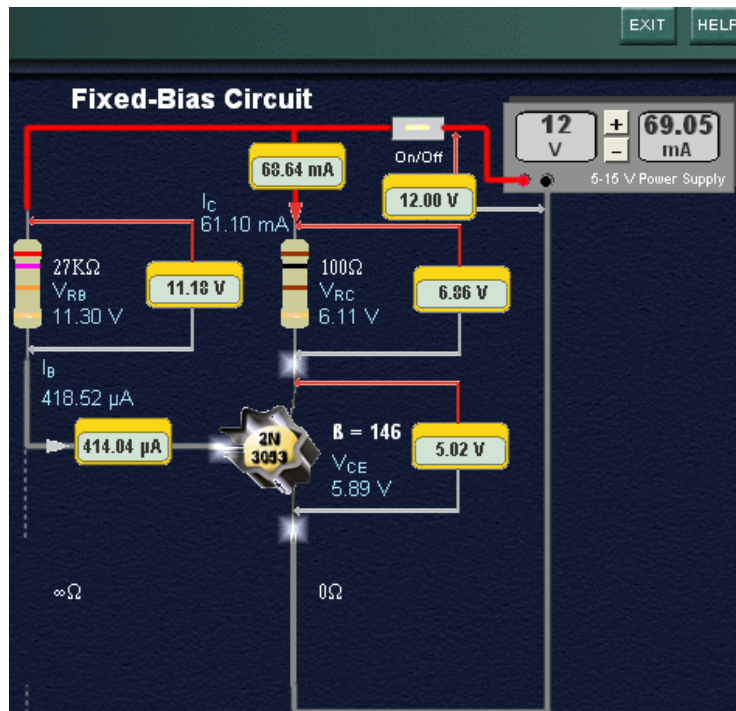 EXIT
HELP
Fixed-Bias Circuit
12
V
+
-
69.05
mA
On/Off
5-15 V Power Supply
68.64 mA
12.00 V
IC
61.10 mA
27KΩ
VRB
11.30 V
11.18 V
100Ω
VRC
6.11 V
6.86 V
IB
418.52 µA
414.04 µA
2N
3053
ß = 146
VCE
5.89 V
5.02 V
∞Ω
0Ω